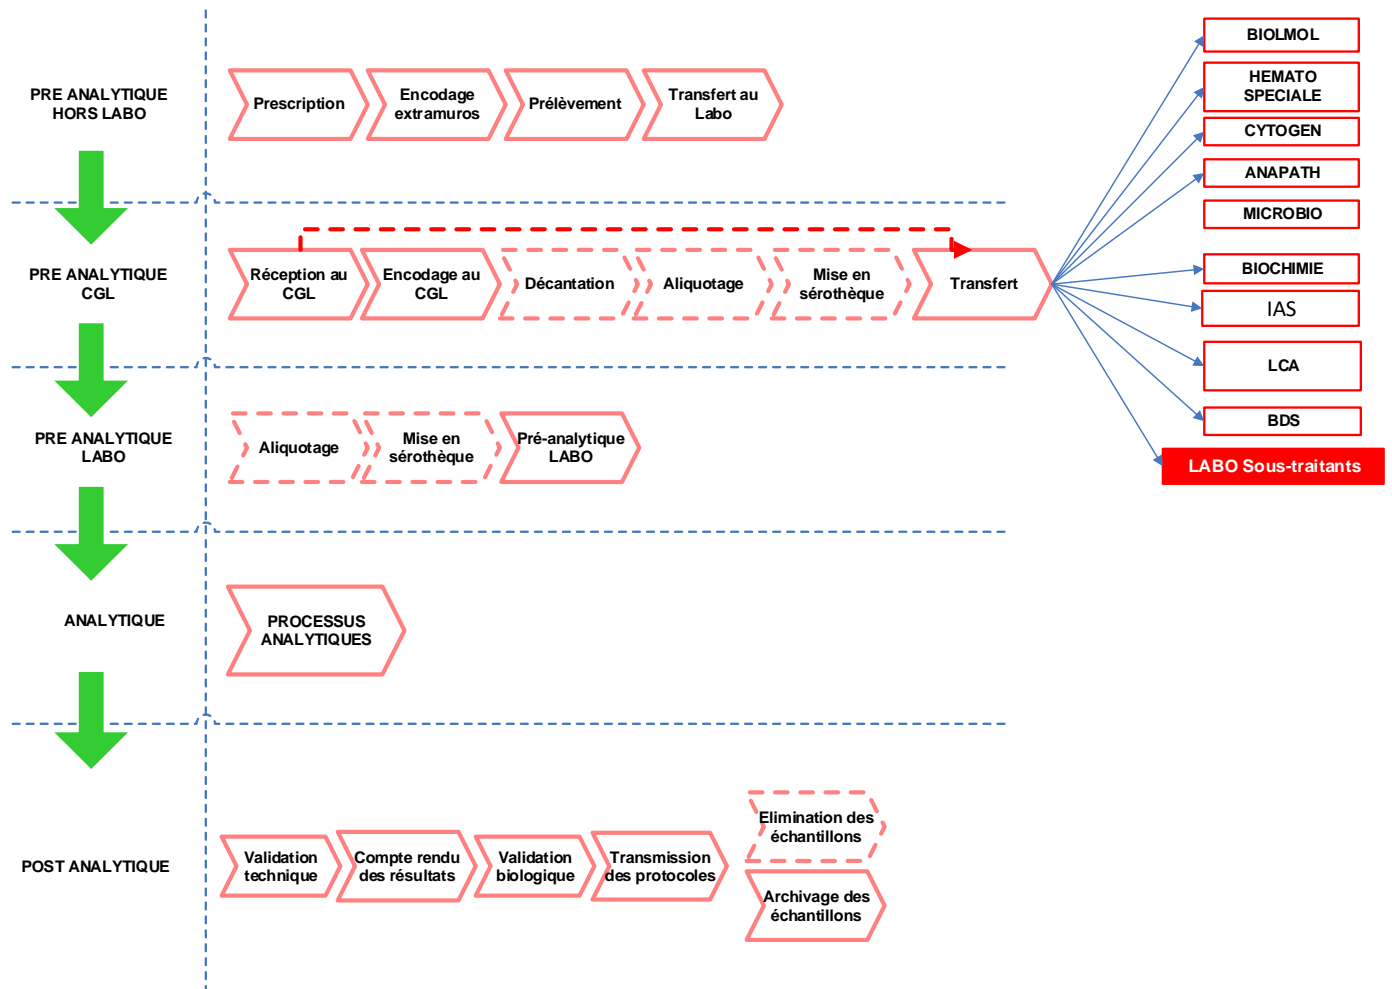 PRE ANALYTIQUE
HORS LABO
Prescription
Encodage
extramuros
Prélèvement
Transfert au
Labo
BIOLMOL
HEMATO
SPECIALE
CYTOGEN
ANAPATH
MICROBIO
BIOCHIMIE
IAS
LCA
BDS
LABO Sous-traitants
PRE ANALYTIQUE
CGL
Réception au
CGL
Encodage au
CGL
Décantation
Aliquotage
Mise en
sérothèque
Transfert
PRE ANALYTIQUE
LABO
Aliquotage
Mise en
sérothèque
Pré-analytique
LABO
ANALYTIQUE
PROCESSUS
ANALYTIQUES
POST ANALYTIQUE
Validation
technique
Compte rendu
des résultats
Validation
biologique
Transmission
des protocoles
Elimination des
échantillons
Archivage des
échantillons